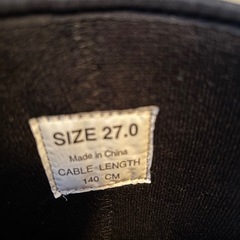 SIZE 27.0
Made in China
CABLE LENGTH
140 CM